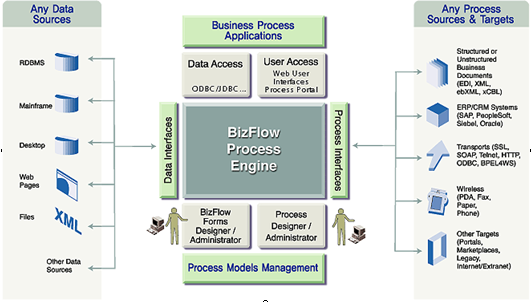 Any Data
Sources
RDBMS
Mainframe
Desktop
Web
Pages
Files
XML
Other Data
Sources
Business Process
Applications
Data Access
ODBC/JDBC...
User Access
Web User
Interfaces
Process Portal
Data Interfaces
BizFlow
Process
Engine
Process Interfaces
BizFlow
Forms
Designer /
Administrator
Process
Designer /
Administrator
Process Models Management
Any Process
Sources & Targets
Structured or
Unstructured
Business
Documents
(EDI, XML,
ebXML, xCBL)
ERP/CRM Systems
(SAP, PeopleSoft,
Siebel, Oracle)
Transports (SSL,
SOAP, Telnet, HTTP,
ODBC, BPEL4WS)
Wireless
(PDA, Fax,
Paper,
Phone)
Other Targets
(Portals,
Marketplaces,
Legacy,
Internet/Extranet)